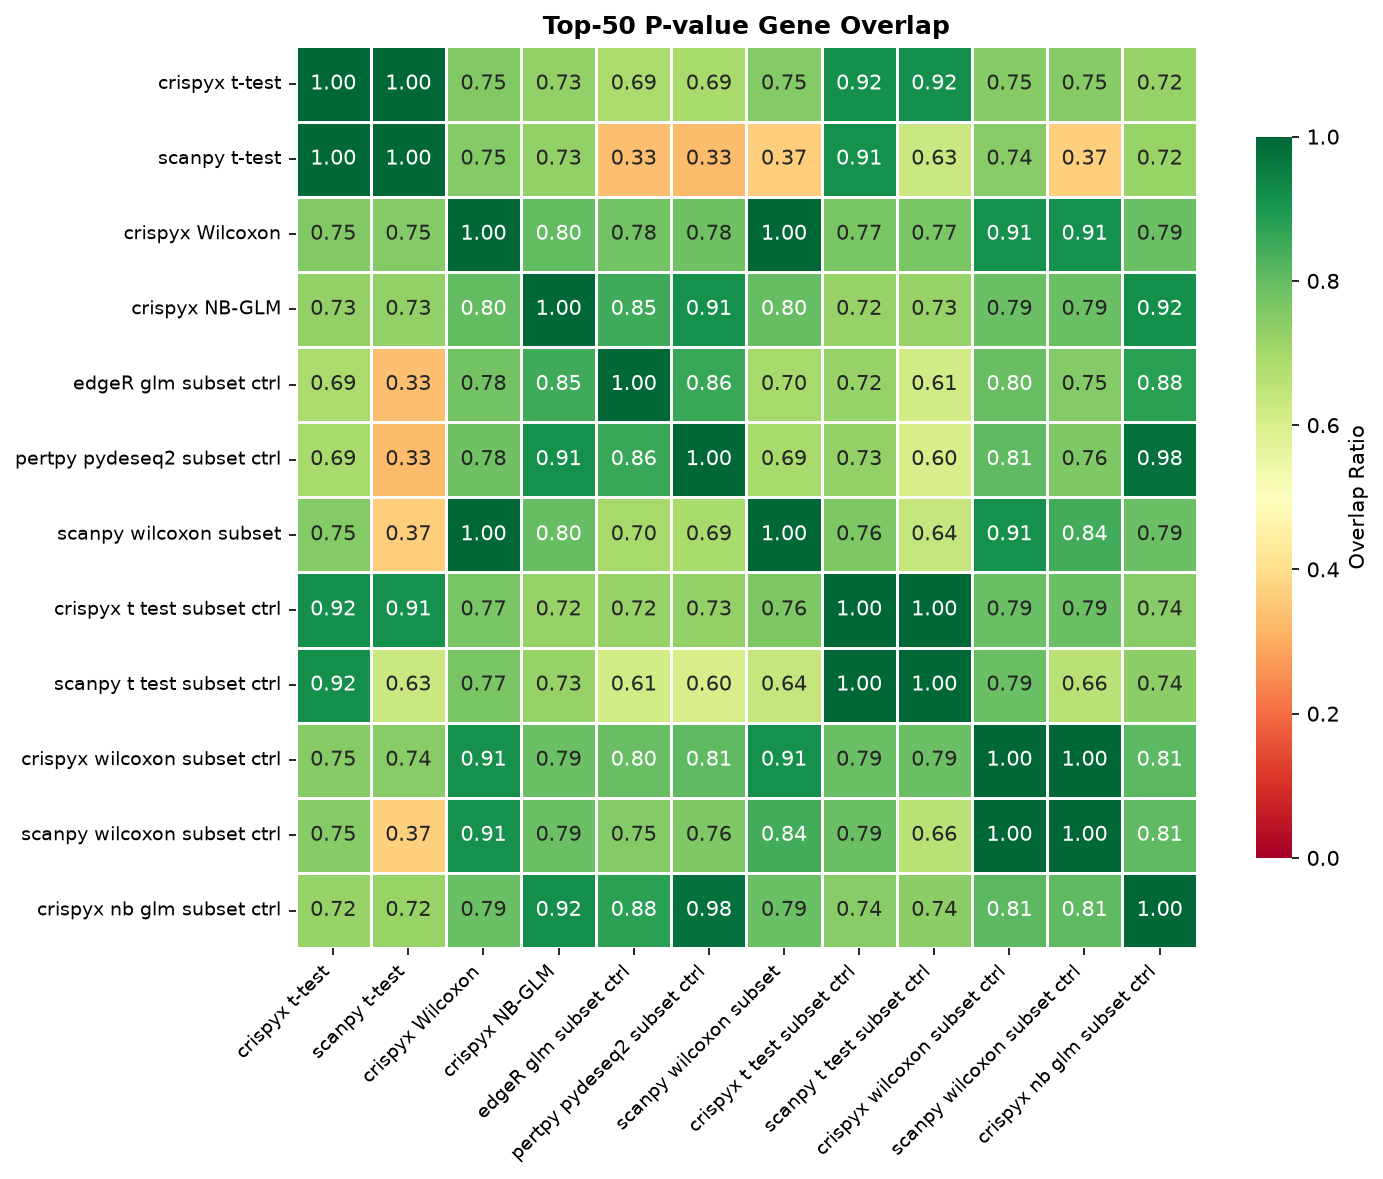 Top-50 P-value Gene Overlap
crispyx t-test 1.00 1.00 0.75 0.73 0.69 0.69 0.75 0.92 0.92 0.75 0.75 0.72
scanpy t-test 1.00 1.00 0.75 0.73 0.33 0.33 0.37 0.91 0.63 0.74 0.37 0.72
crispyx Wilcoxon 0.75 0.75 1.00 0.80 0.78 0.78 1.00 0.77 0.77 0.91 0.91 0.79
crispyx NB-GLM 0.73 0.73 0.80 1.00 0.85 0.91 0.80 0.72 0.73 0.79 0.79 0.92
edgeR glm subset ctrl 0.69 0.33 0.78 0.85 1.00 0.86 0.70 0.72 0.61 0.80 0.75 0.88
pertpy pydeseq2 subset ctrl 0.69 0.33 0.78 0.91 0.86 1.00 0.69 0.73 0.60 0.81 0.76 0.98
scanpy wilcoxon subset 0.75 0.37 1.00 0.80 0.70 0.69 1.00 0.76 0.64 0.91 0.84 0.79
crispyx t test subset ctrl 0.92 0.91 0.77 0.72 0.72 0.73 0.76 1.00 1.00 0.79 0.79 0.74
scanpy t test subset ctrl 0.92 0.63 0.77 0.73 0.61 0.60 0.64 1.00 1.00 0.79 0.66 0.74
crispyx wilcoxon subset ctrl 0.75 0.74 0.91 0.79 0.80 0.81 0.91 0.79 0.79 1.00 1.00 0.81
scanpy wilcoxon subset ctrl 0.75 0.37 0.91 0.79 0.75 0.76 0.84 0.79 0.66 1.00 1.00 0.81
crispyx nb glm subset ctrl 0.72 0.72 0.79 0.92 0.88 0.98 0.79 0.74 0.74 0.81 0.81 1.00
crispyx t-test
scanpy t-test
crispyx Wilcoxon
crispyx NB-GLM
edgeR glm subset ctrl
pertpy pydeseq2 subset ctrl
scanpy wilcoxon subset
crispyx t test subset ctrl
scanpy t test subset ctrl
crispyx wilcoxon subset ctrl
scanpy wilcoxon subset ctrl
crispyx nb glm subset ctrl
1.0
0.8
0.6
0.4
0.2
0.0
Overlap Ratio